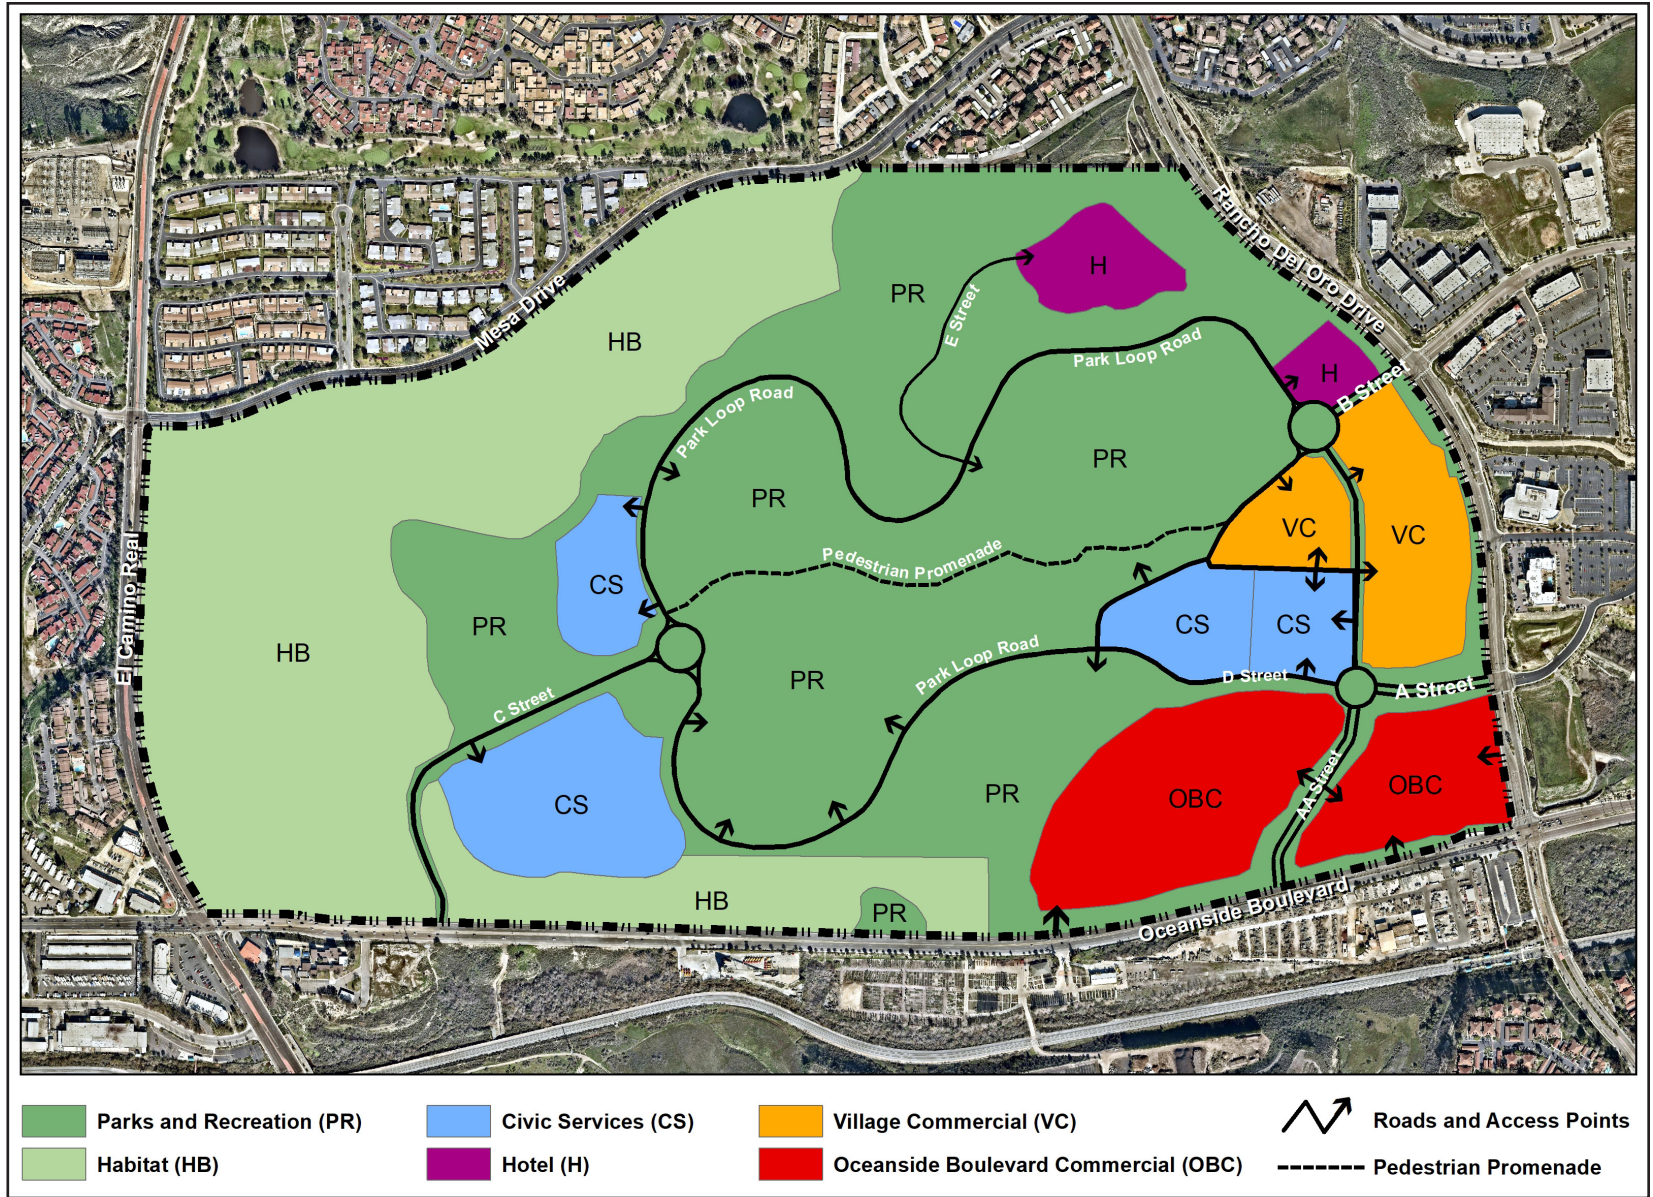 Rancho Del Oro Drive
H
PR
E Street
Mesa Drive
HB
Park Loop Road
H
B Street
Park Loop Road
PR
PR
VC
VC
Pedestrian Promenade
El Camino Real
CS
CS
CS
PR
HB
PR
Park Loop Road
D Street
A Street
C Street
OBC
AA Street
OBC
PR
CS
HB
PR
Oceanside Boulevard
Parks and Recreation (PR)
Civic Services (CS)
Village Commercial (VC)
Roads and Access Points
Habitat (HB)
Hotel (H)
Oceanside Boulevard Commercial (OBC)
Pedestrian Promenade